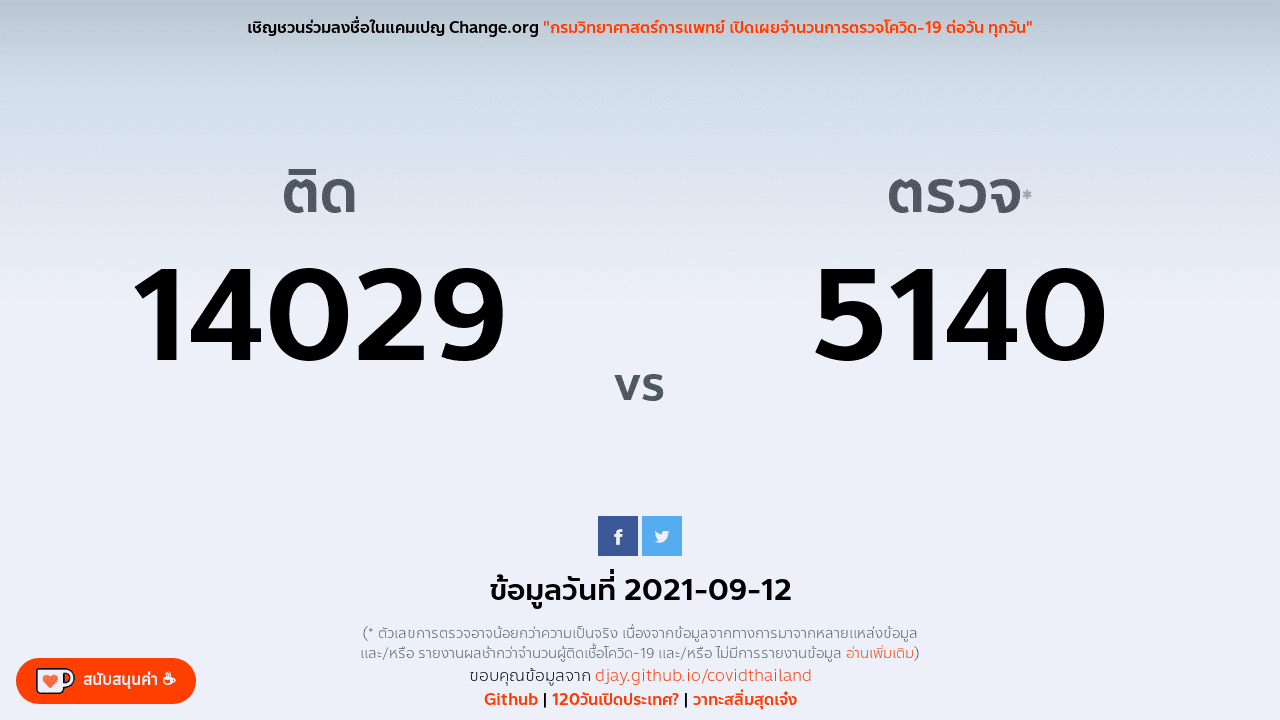 เชิญชวนร่วมลงชื่อในแคมเปญ Change.org "กรมวิทยาศาสตร์การแพทย์ เปิดเผยจำนวนการตรวจโควิด-19 ต่อวัน ทุกวัน"
ติด
14029
vs
ตรวจ*
5140
ข้อมูลวันที่ 2021-09-12
(* ตัวเลขการตรวจอาจน้อยกว่าความเป็นจริง เนื่องจากข้อมูลจากทางการมาจากหลายแหล่งข้อมูล
และ/หรือ รายงานผลช้ากว่าจำนวนผู้ติดเชื้อโควิด-19 และ/หรือ ไม่มีการรายงานข้อมูล อ่านเพิ่มเติม)
ขอบคุณข้อมูลจาก djay.github.io/covidthailand
Github | 120วันเปิดประเทศ? | วาทะสลิ่มสุดเจ๋ง
สนับสนุนค่า ☕